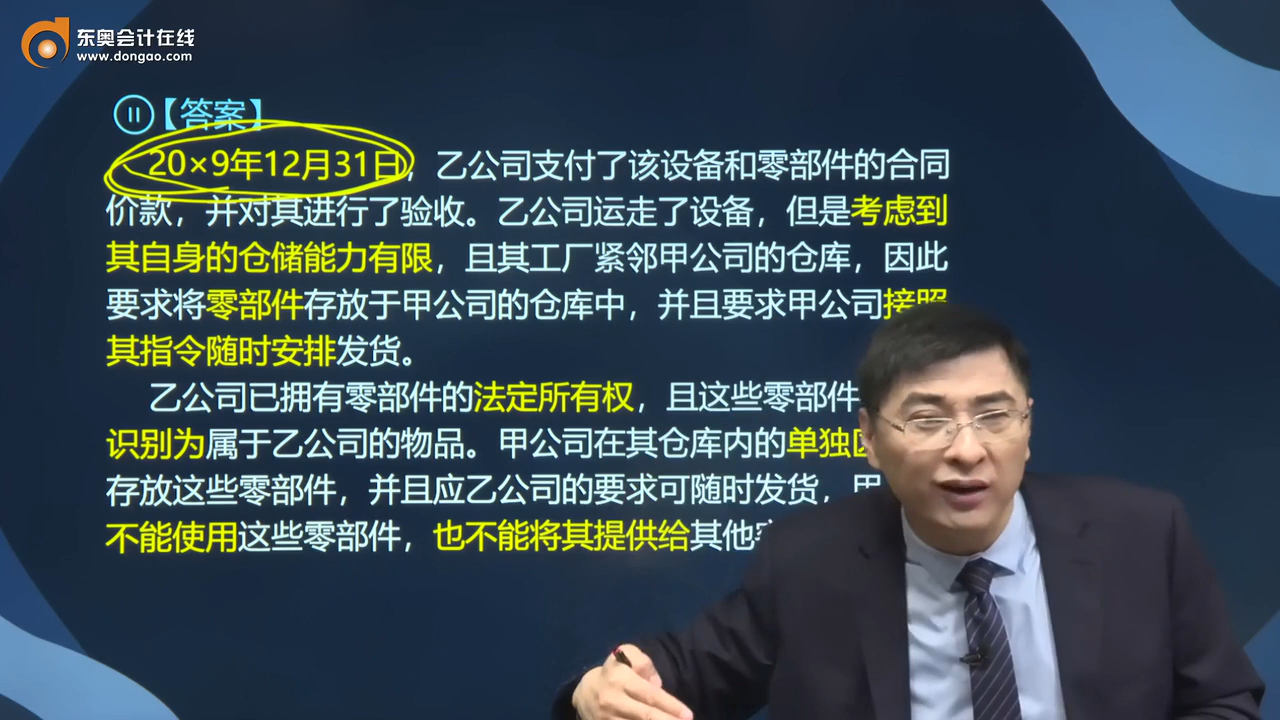 东奥会计在线
www.dongao.com
【答案】
20×9年12月31日，乙公司支付了该设备和零部件的合同
价款，并对其进行了验收。乙公司运走了设备，但是考虑到
其自身的仓储能力有限，且其工厂紧邻甲公司的仓库，因此
要求将零部件存放于甲公司的仓库中，并且要求甲公司按照
其指令随时安排发货。
乙公司已拥有零部件的法定所有权，且这些零部件
识别为属于乙公司的物品。甲公司在其仓库内的单独
存放这些零部件，并且应乙公司的要求可随时发货，甲
不能使用这些零部件，也不能将其提供给其他